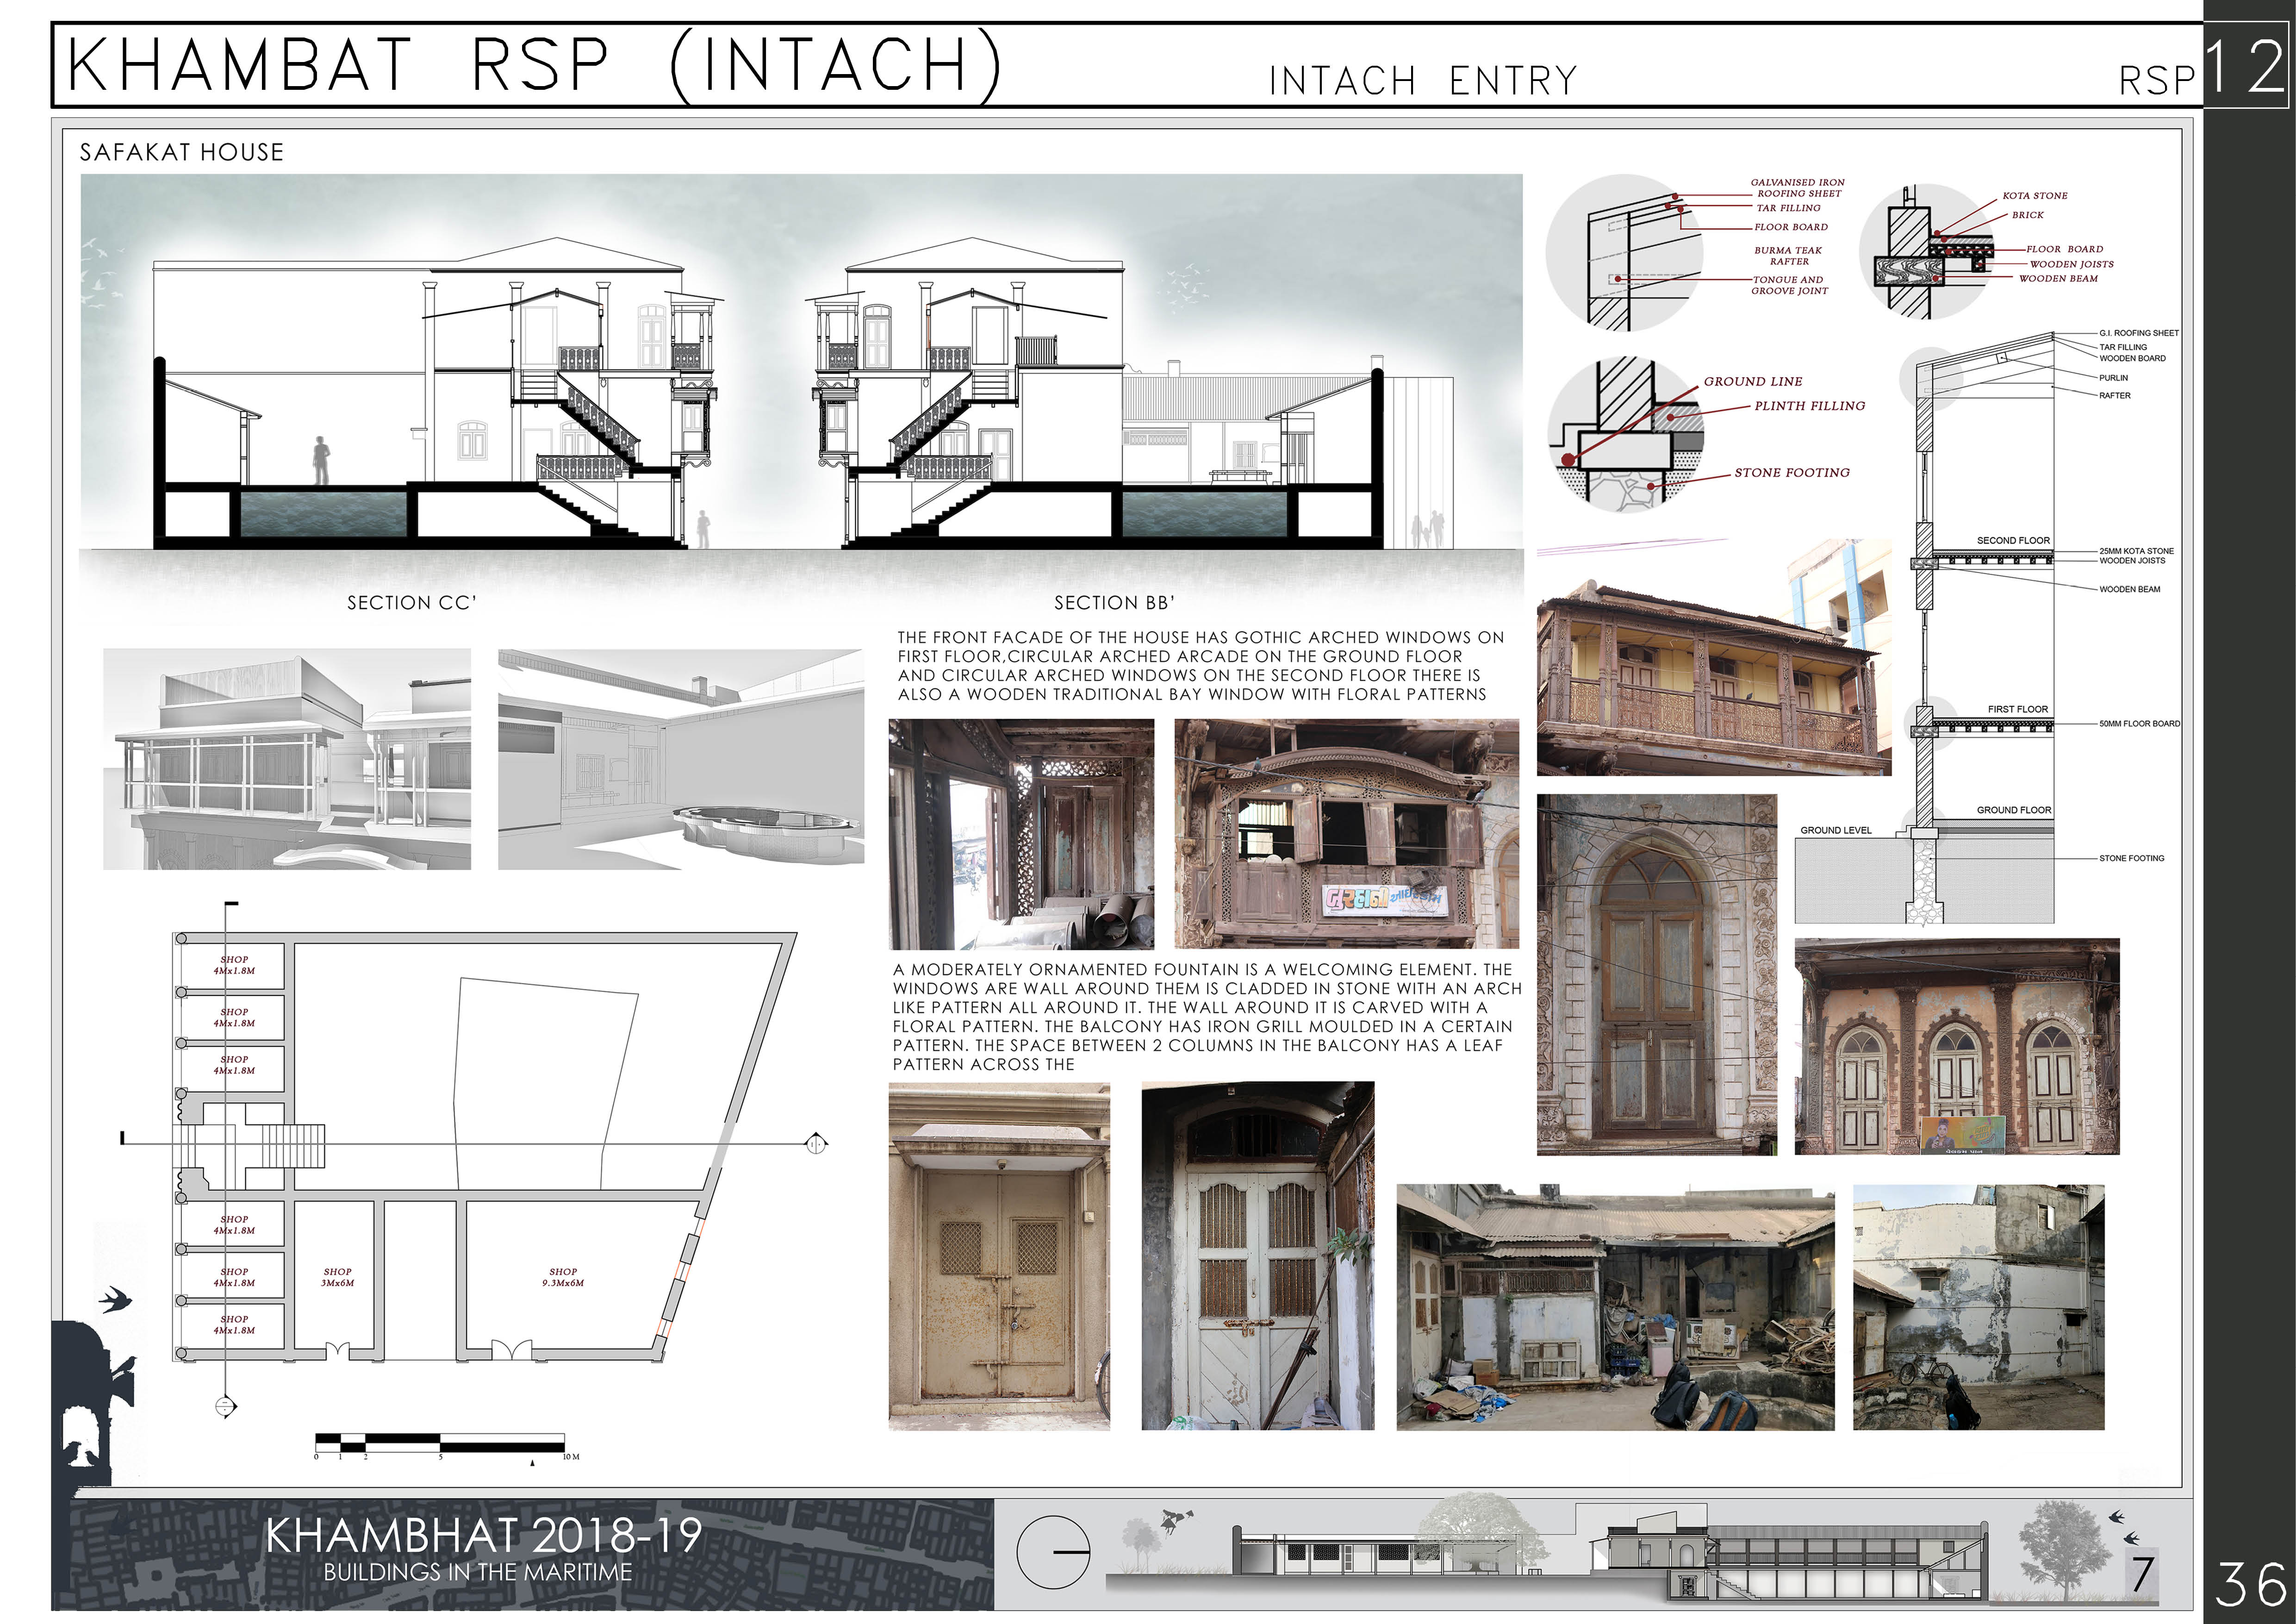 KHAMBAT RSP (INTACH)
INTACH ENTRY
RSP 12
SAFAKAT HOUSE
SECTION CC'
SECTION BB'
GALVANISED IRON
ROOFING SHEET
TAR FILLING
FLOOR BOARD
BURMA TEAK
RAFTER
TONGUE AND
GROOVE JOINT
KOTA STONE
BRICK
FLOOR BOARD
WOODEN JOISTS
WOODEN BEAM
GROUND LINE
PLINTH FILLING
STONE FOOTING
G.I. ROOFING SHEET
TAR FILLING
WOODEN BOARD
PURLIN
RAFTER
SECOND FLOOR
25MM KOTA STONE
WOODEN JOISTS
WOODEN BEAM
FIRST FLOOR
50MM FLOOR BOARD
GROUND FLOOR
GROUND LEVEL
STONE FOOTING
THE FRONT FACADE OF THE HOUSE HAS GOTHIC ARCHED WINDOWS ON
FIRST FLOOR,CIRCULAR ARCHED ARCADE ON THE GROUND FLOOR
AND CIRCULAR ARCHED WINDOWS ON THE SECOND FLOOR THERE IS
ALSO A WOODEN TRADITIONAL BAY WINDOW WITH FLORAL PATTERNS
A MODERATELY ORNAMENTED FOUNTAIN IS A WELCOMING ELEMENT. THE
WINDOWS ARE WALL AROUND THEM IS CLADDED IN STONE WITH AN ARCH
LIKE PATTERN ALL AROUND IT. THE WALL AROUND IT IS CARVED WITH A
FLORAL PATTERN. THE BALCONY HAS IRON GRILL MOULDED IN A CERTAIN
PATTERN. THE SPACE BETWEEN 2 COLUMNS IN THE BALCONY HAS A LEAF
PATTERN ACROSS THE
SHOP
4Mx1.8M
SHOP
4Mx1.8M
SHOP
4Mx1.8M
SHOP
4Mx1.8M
SHOP
4Mx1.8M
SHOP
4Mx1.8M
SHOP
3Mx6M
SHOP
9.3Mx6M
0 1 2 5 10 M
KHAMBHAT 2018-19
BUILDINGS IN THE MARITIME
7
36